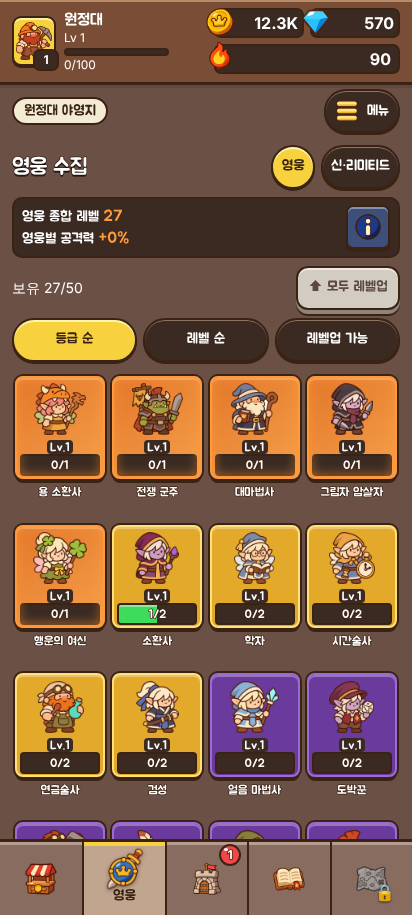 원정대
Lv 1
1
0/100
12.3K
570
90
원정대 야영지
메뉴
영웅 수집
영웅
신·리미티드
영웅 종합 레벨 27
영웅별 공격력 +0%
보유 27/50
모두 레벨업
등급 순
레벨 순
레벨업 가능
Lv.1
0/1
용 소환사
Lv.1
0/1
전쟁 군주
Lv.1
0/1
대마법사
Lv.1
0/1
그림자 암살자
Lv.1
0/1
행운의 여신
Lv.1
1/2
소환사
Lv.1
0/2
학자
Lv.1
0/2
시간술사
Lv.1
0/2
연금술사
Lv.1
0/2
검성
Lv.1
0/2
얼음 마법사
Lv.1
0/2
도박꾼
영웅
1